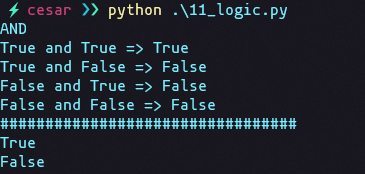 ⚡ cesar ❯❯ python .\11_logic.py
AND
True and True => True
True and False => False
False and True => False
False and False => False
#################################
True
False